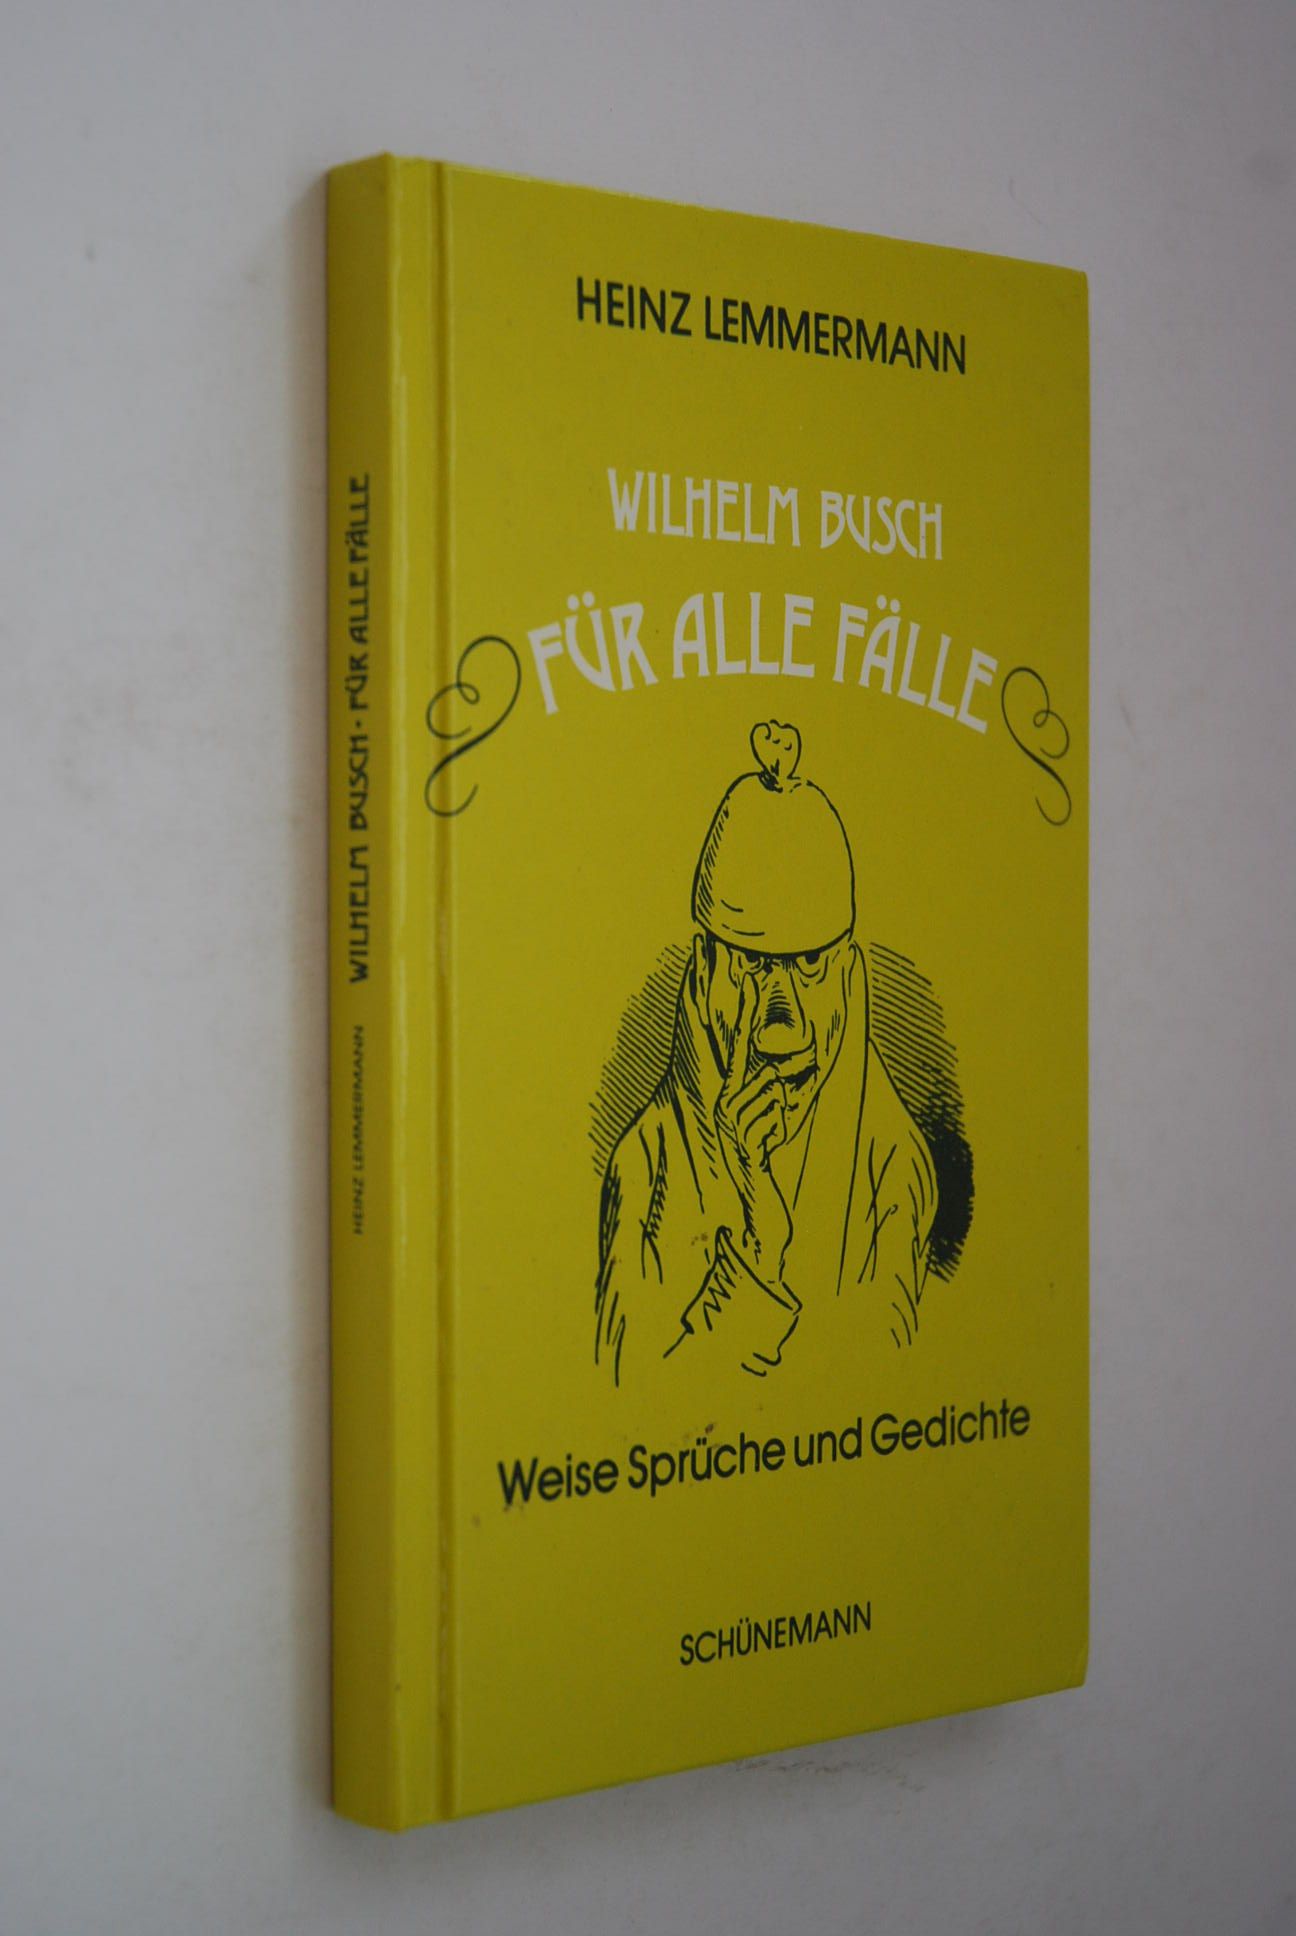 HEINZ LEMMERMANN
WILHELM BUSCH
FÜR ALLE FÄLLE
Weise Sprüche und Gedichte
SCHÜNEMANN
HEINZ LEMMERMANN WILHELM BUSCH · FÜR ALLE FÄLLE